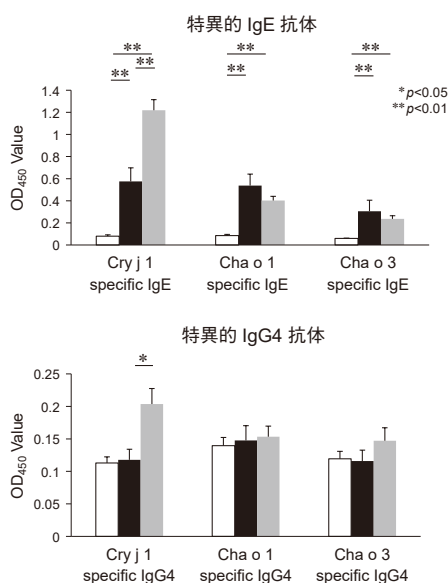 特異的 IgE 抗体
** ** **
** *p<0.05
** ** ** **p<0.01
1.4
1.2
1
0.8
0.6
0.4
0.2
0
OD450 Value
Cry j 1 Cha o 1 Cha o 3
specific IgE specific IgE specific IgE
特異的 IgG4 抗体
*
0.25
0.2
0.15
0.1
0.05
0
OD450 Value
Cry j 1 Cha o 1 Cha o 3
specific IgG4 specific IgG4 specific IgG4